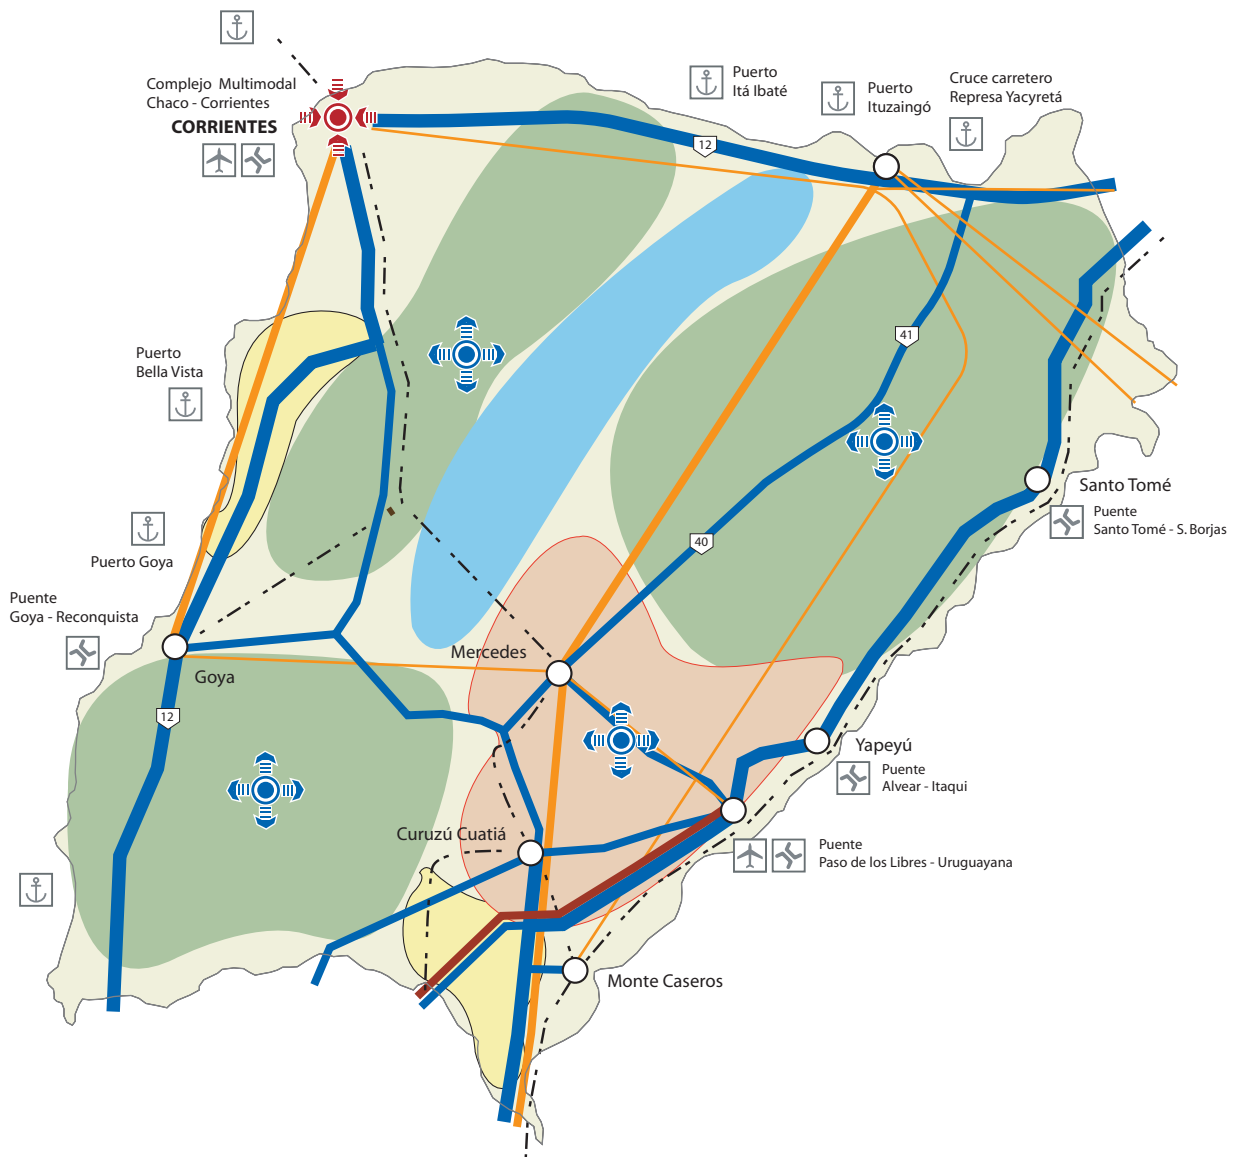 Complejo Multimodal
Chaco - Corrientes
CORRIENTES
Puerto
Itá Ibaté
Puerto
Ituzaingó
Cruce carretero
Represa Yacyretá
12
41
Puerto
Bella Vista
Santo Tomé
Puente
Santo Tomé - S. Borjas
40
Puerto Goya
Puente
Goya - Reconquista
Mercedes
Goya
12
Yapeyú
Puente
Alvear - Itaqui
Curuzú Cuatiá
Puente
Paso de los Libres - Uruguayana
Monte Caseros